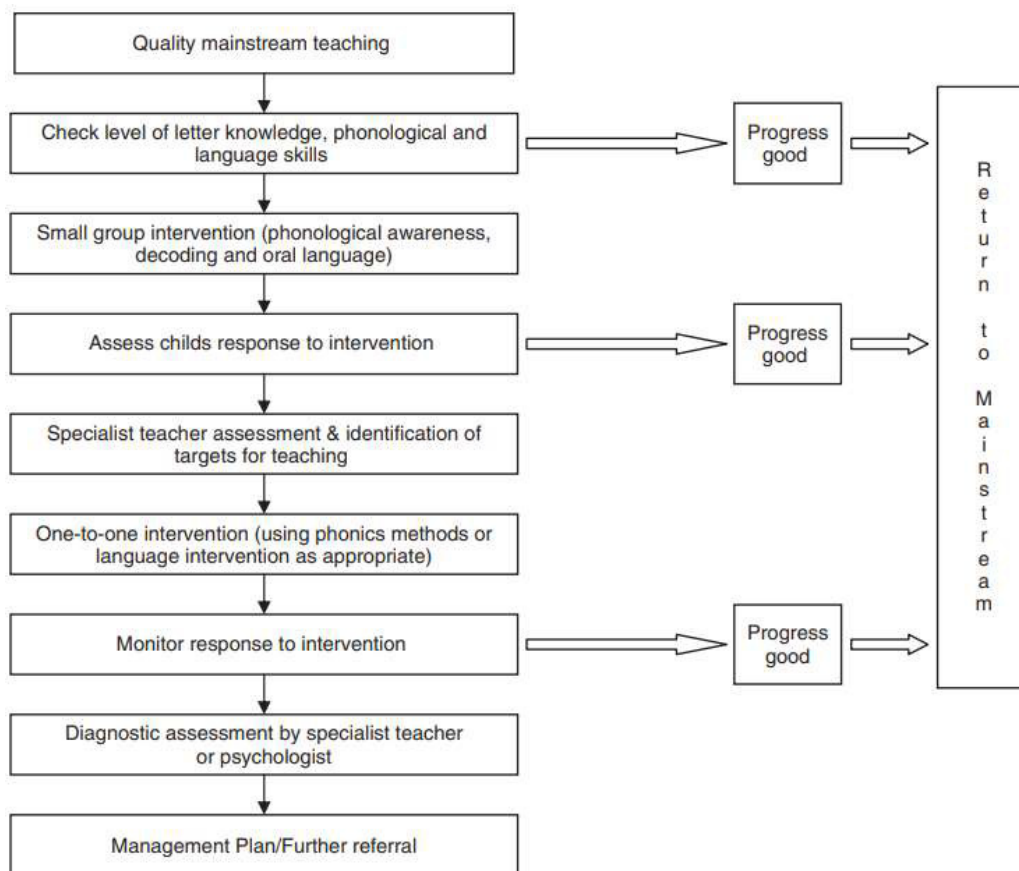 Quality mainstream teaching
Check level of letter knowledge, phonological and
language skills
Progress
good
Small group intervention (phonological awareness,
decoding and oral language)
Assess childs response to intervention
Progress
good
Specialist teacher assessment & identification of
targets for teaching
One-to-one intervention (using phonics methods or
language intervention as appropriate)
Monitor response to intervention
Progress
good
Diagnostic assessment by specialist teacher
or psychologist
Management Plan/Further referral
Return to Mainstream